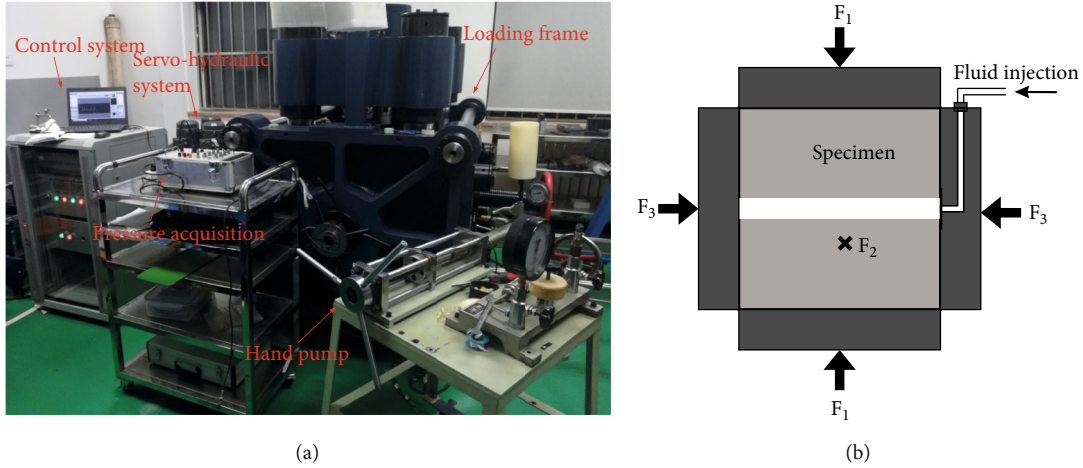 Control system
Servo-hydraulic
system
Loading frame
Pressure acquisition
Hand pump
(a)
F1
Fluid injection
Specimen
F3
F3
F2
F1
(b)